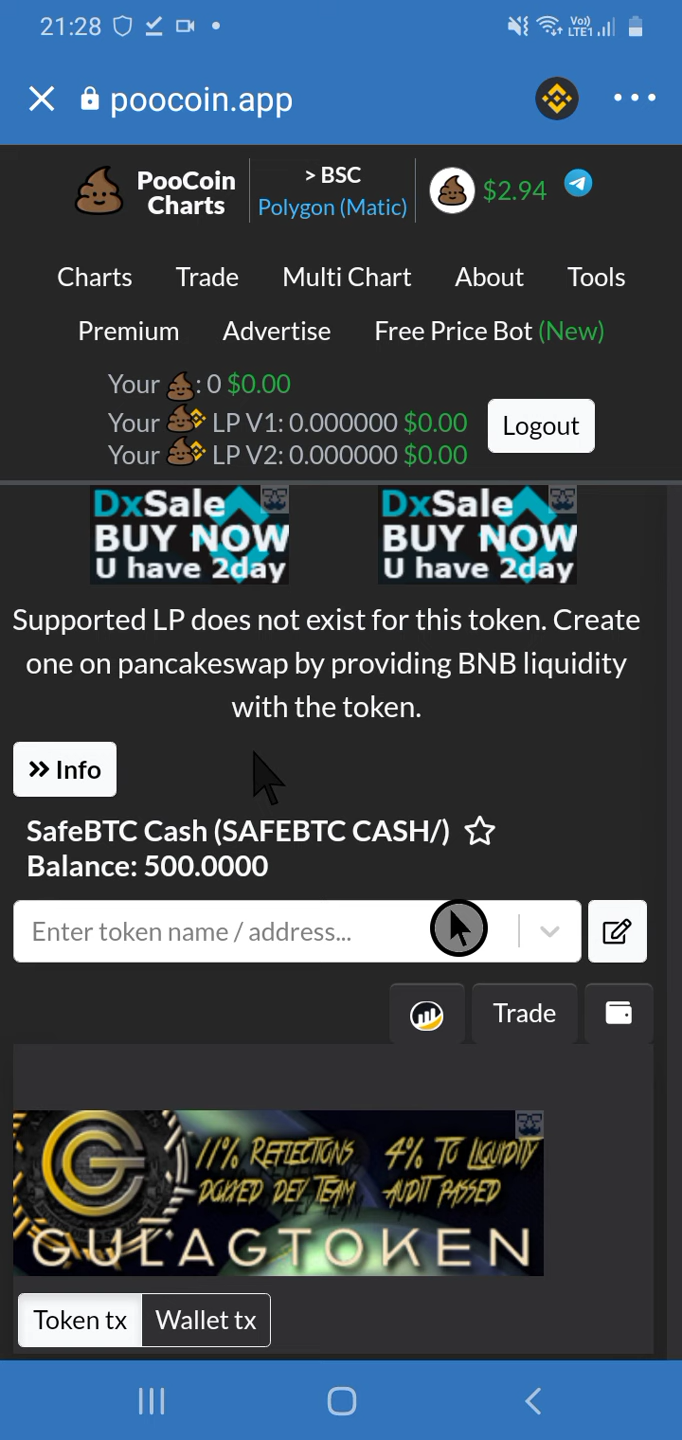 21:28
Vo)) LTE1
poocoin.app
PooCoin Charts
> BSC
Polygon (Matic)
$2.94
Charts Trade Multi Chart About Tools
Premium Advertise Free Price Bot (New)
Your : 0 $0.00
Your LP V1: 0.000000 $0.00
Your LP V2: 0.000000 $0.00
Logout
DxSale DxSale
BUY NOW BUY NOW
U have 2day U have 2day
Supported LP does not exist for this token. Create
one on pancakeswap by providing BNB liquidity
with the token.
Info
SafeBTC Cash (SAFEBTC CASH/)
Balance: 500.0000
Enter token name / address...
Trade
11% REFLECTIONS 4% TO LIQUIDITY
DOXXED DEV TEAM AUDIT PASSED
GULAGTOKEN
Token tx Wallet tx